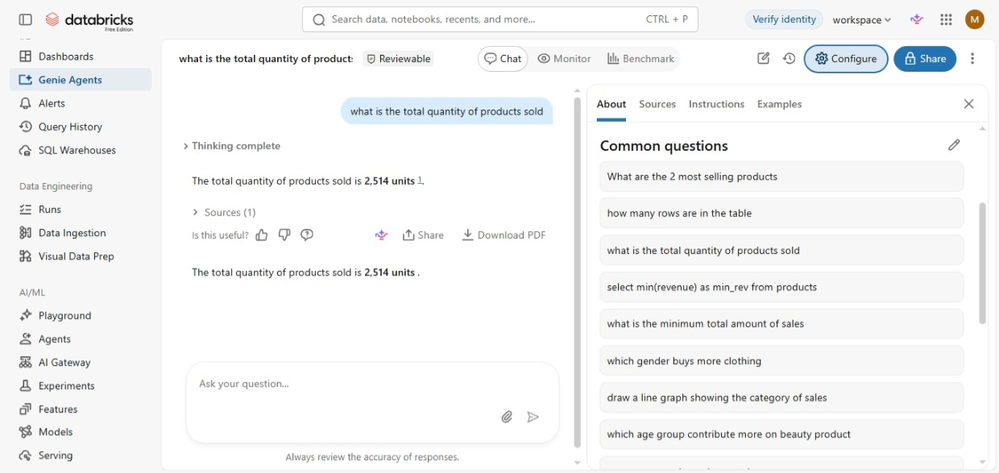 databricks
Free Edition
Search data, notebooks, recents, and more...
CTRL + P
Verify identity
workspace
M
Dashboards
Genie Agents
Alerts
Query History
SQL Warehouses
Data Engineering
Runs
Data Ingestion
Visual Data Prep
AI/ML
Playground
Agents
AI Gateway
Experiments
Features
Models
Serving
what is the total quantity of product
Reviewable
Chat
Monitor
Benchmark
Configure
Share
what is the total quantity of products sold
Thinking complete
The total quantity of products sold is 2,514 units 1.
Sources (1)
Is this useful?
Share
Download PDF
The total quantity of products sold is 2,514 units .
Ask your question...
Always review the accuracy of responses.
About
Sources
Instructions
Examples
Common questions
What are the 2 most selling products
how many rows are in the table
what is the total quantity of products sold
select min(revenue) as min_rev from products
what is the minimum total amount of sales
which gender buys more clothing
draw a line graph showing the category of sales
which age group contribute more on beauty product